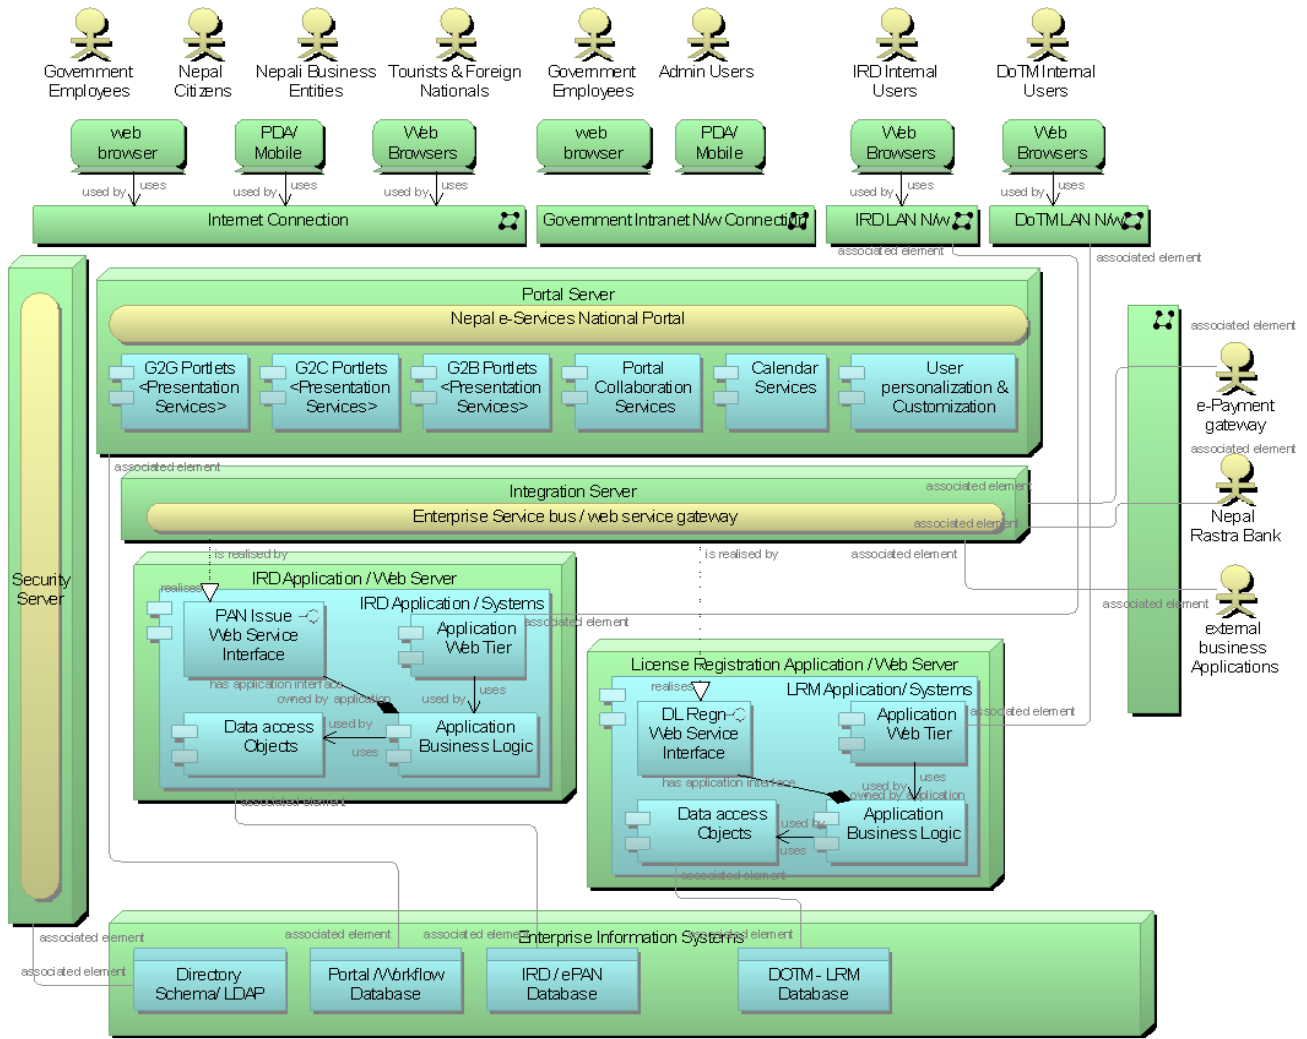 Government
Employees
Nepal
Citizens
Nepali Business
Entities
Tourists & Foreign
Nationals
Government
Employees
Admin Users
IRD Internal
Users
DoTM Internal
Users
web
browser
PDA/
Mobile
Web
Browsers
web
browser
PDA/
Mobile
Web
Browsers
Web
Browsers
used by
uses
used by
uses
used by
uses
used by
uses
used by
uses
Internet Connection
Government Intranet N/w Connection
IRD LAN N/w
DoTM LAN N/w
associated element
associated element
Security
Server
Portal Server
Nepal e-Services National Portal
G2G Portlets
<Presentation
Services>
G2C Portlets
<Presentation
Services>
G2B Portlets
<Presentation
Services>
Portal
Collaboration
Services
Calendar
Services
User
personalization &
Customization
associated element
associated element
e-Payment
gateway
associated element
Nepal
Rastra Bank
associated element
external
business
Applications
Integration Server
associated element
Enterprise Service bus / web service gateway
associated element
is realised by
is realised by
associated element
IRD Application / Web Server
realises
IRD Application / Systems
PAN Issue
Web Service
Interface
Application
Web Tier
associated element
has application interface
owned by application
used by
uses
Data access
Objects
used by
uses
Application
Business Logic
associated element
License Registration Application / Web Server
realises
LRM Application/ Systems
DL Regn
Web Service
Interface
Application
Web Tier
associated element
has application interface
used by
uses
owned by application
Data access
Objects
used by
uses
Application
Business Logic
associated element
associated element
associated element
associated element
associated element
associated element
Enterprise Information Systems
Directory
Schema/ LDAP
Portal /Workflow
Database
IRD / ePAN
Database
DOTM - LRM
Database